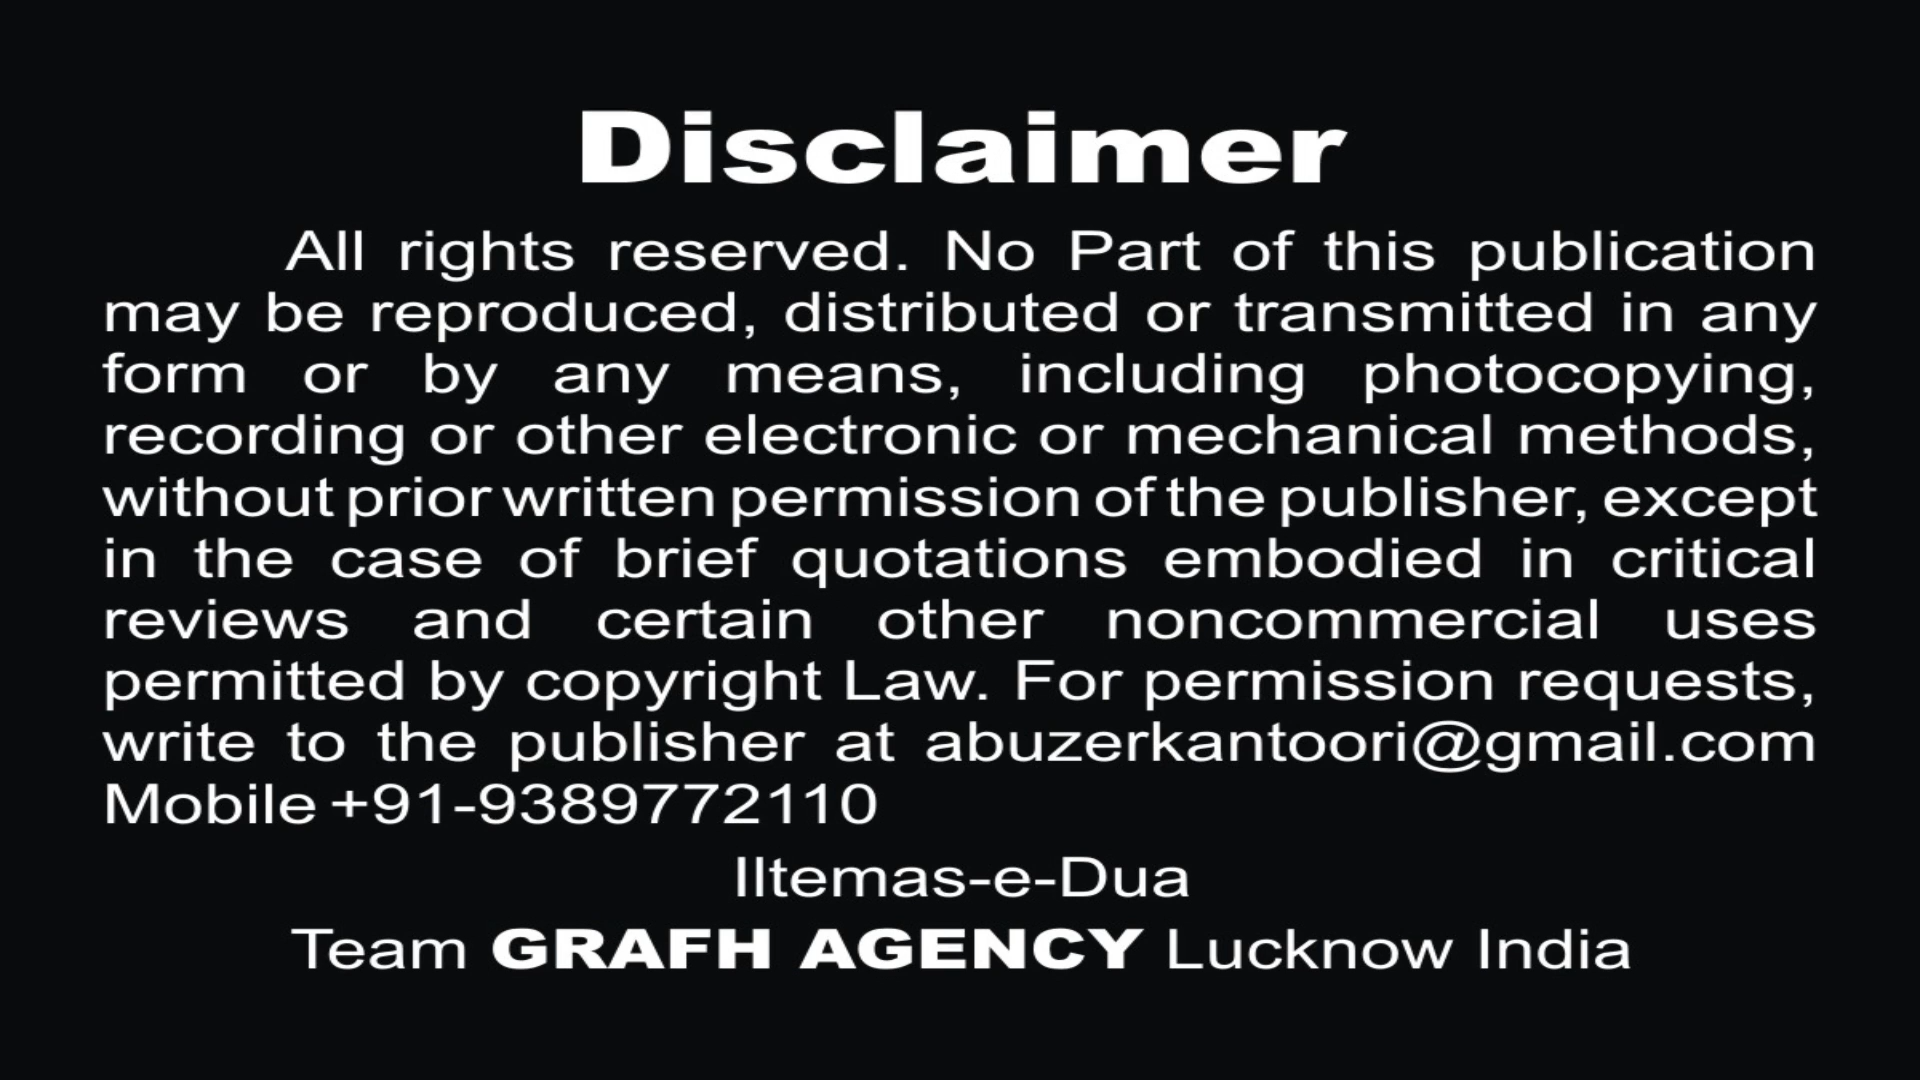 Disclaimer
All rights reserved. No Part of this publication
may be reproduced, distributed or transmitted in any
form or by any means, including photocopying,
recording or other electronic or mechanical methods,
without prior written permission of the publisher, except
in the case of brief quotations embodied in critical
reviews and certain other noncommercial uses
permitted by copyright Law. For permission requests,
write to the publisher at abuzerkantoori@gmail.com
Mobile +91-9389772110
Iltemas-e-Dua
Team GRAFH AGENCY Lucknow India